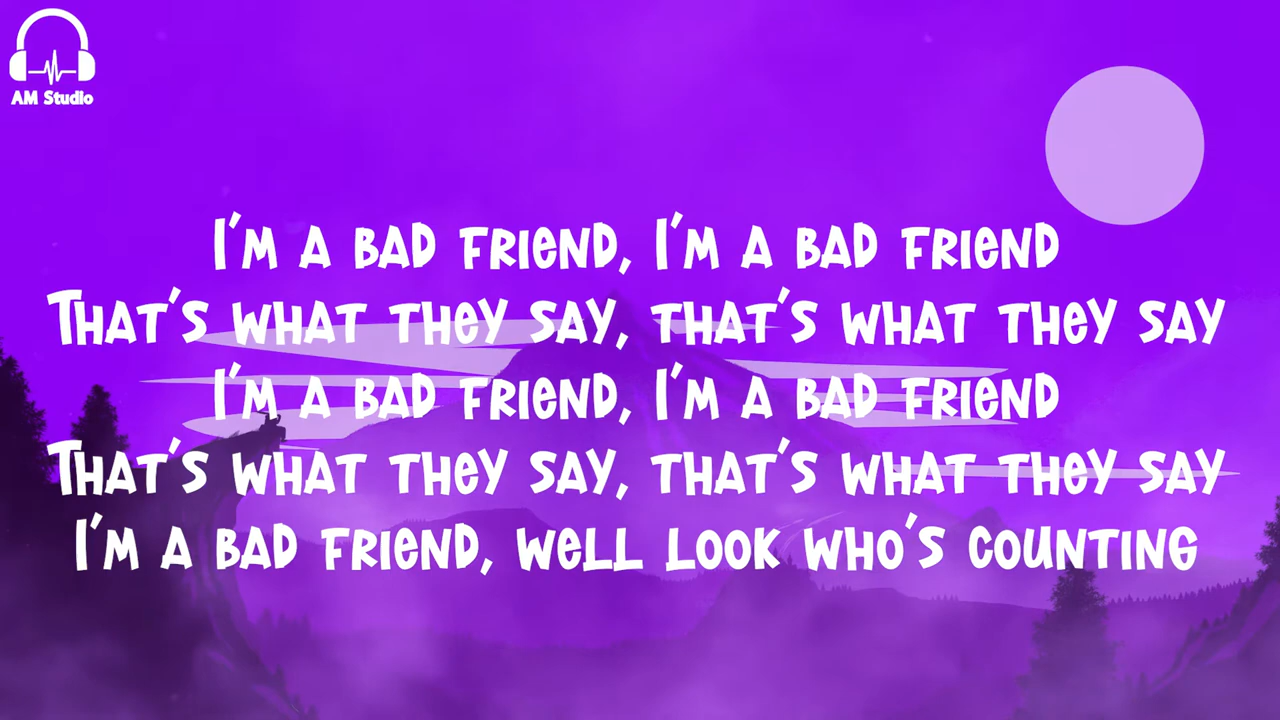 AM Studio
I'M A BAD FRIEND, I'M A BAD FRIEND
THAT'S WHAT THEY SAY, THAT'S WHAT THEY SAY
I'M A BAD FRIEND, I'M A BAD FRIEND
THAT'S WHAT THEY SAY, THAT'S WHAT THEY SAY
I'M A BAD FRIEND, WELL LOOK WHO'S COUNTING